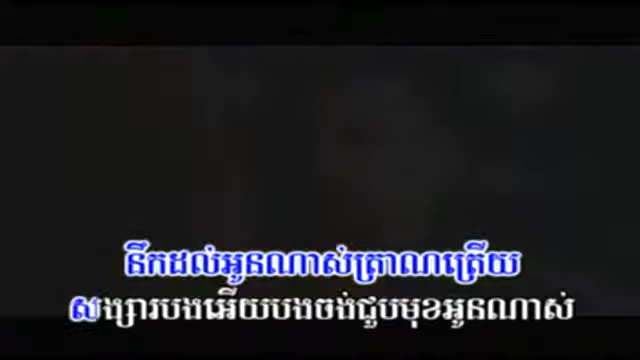 នឹកដល់អូនណាស់ត្រាណត្រើយ
សង្សារបងអើយបងចង់ជួបមុខអូនណាស់